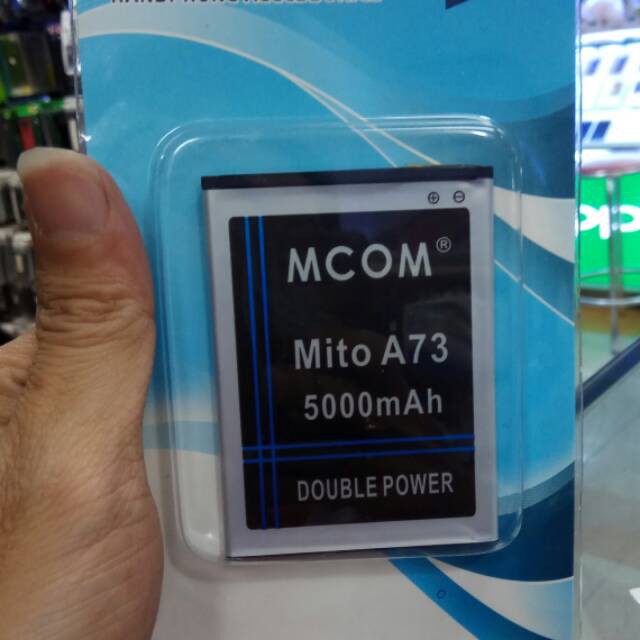 MCOM®
Mito A73
5000mAh
DOUBLE POWER